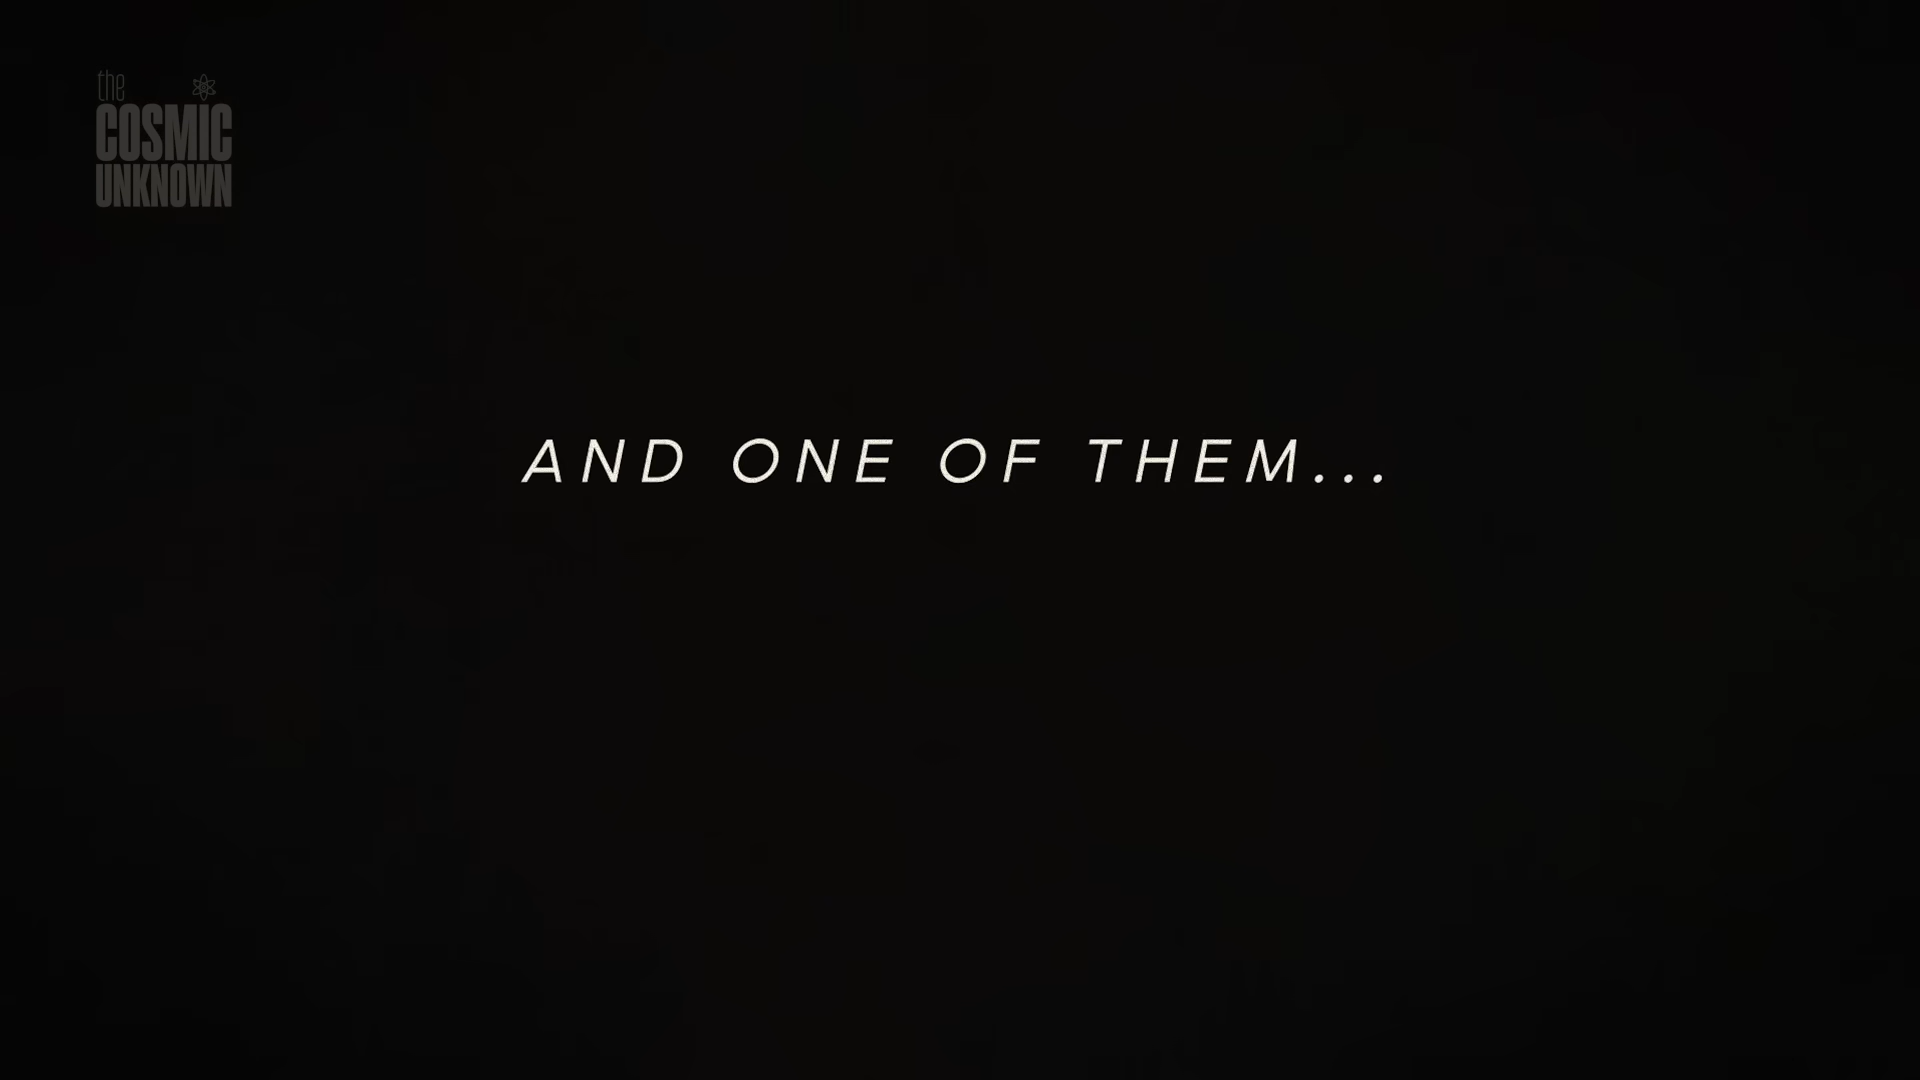 the
COSMIC
UNKNOWN
AND ONE OF THEM...